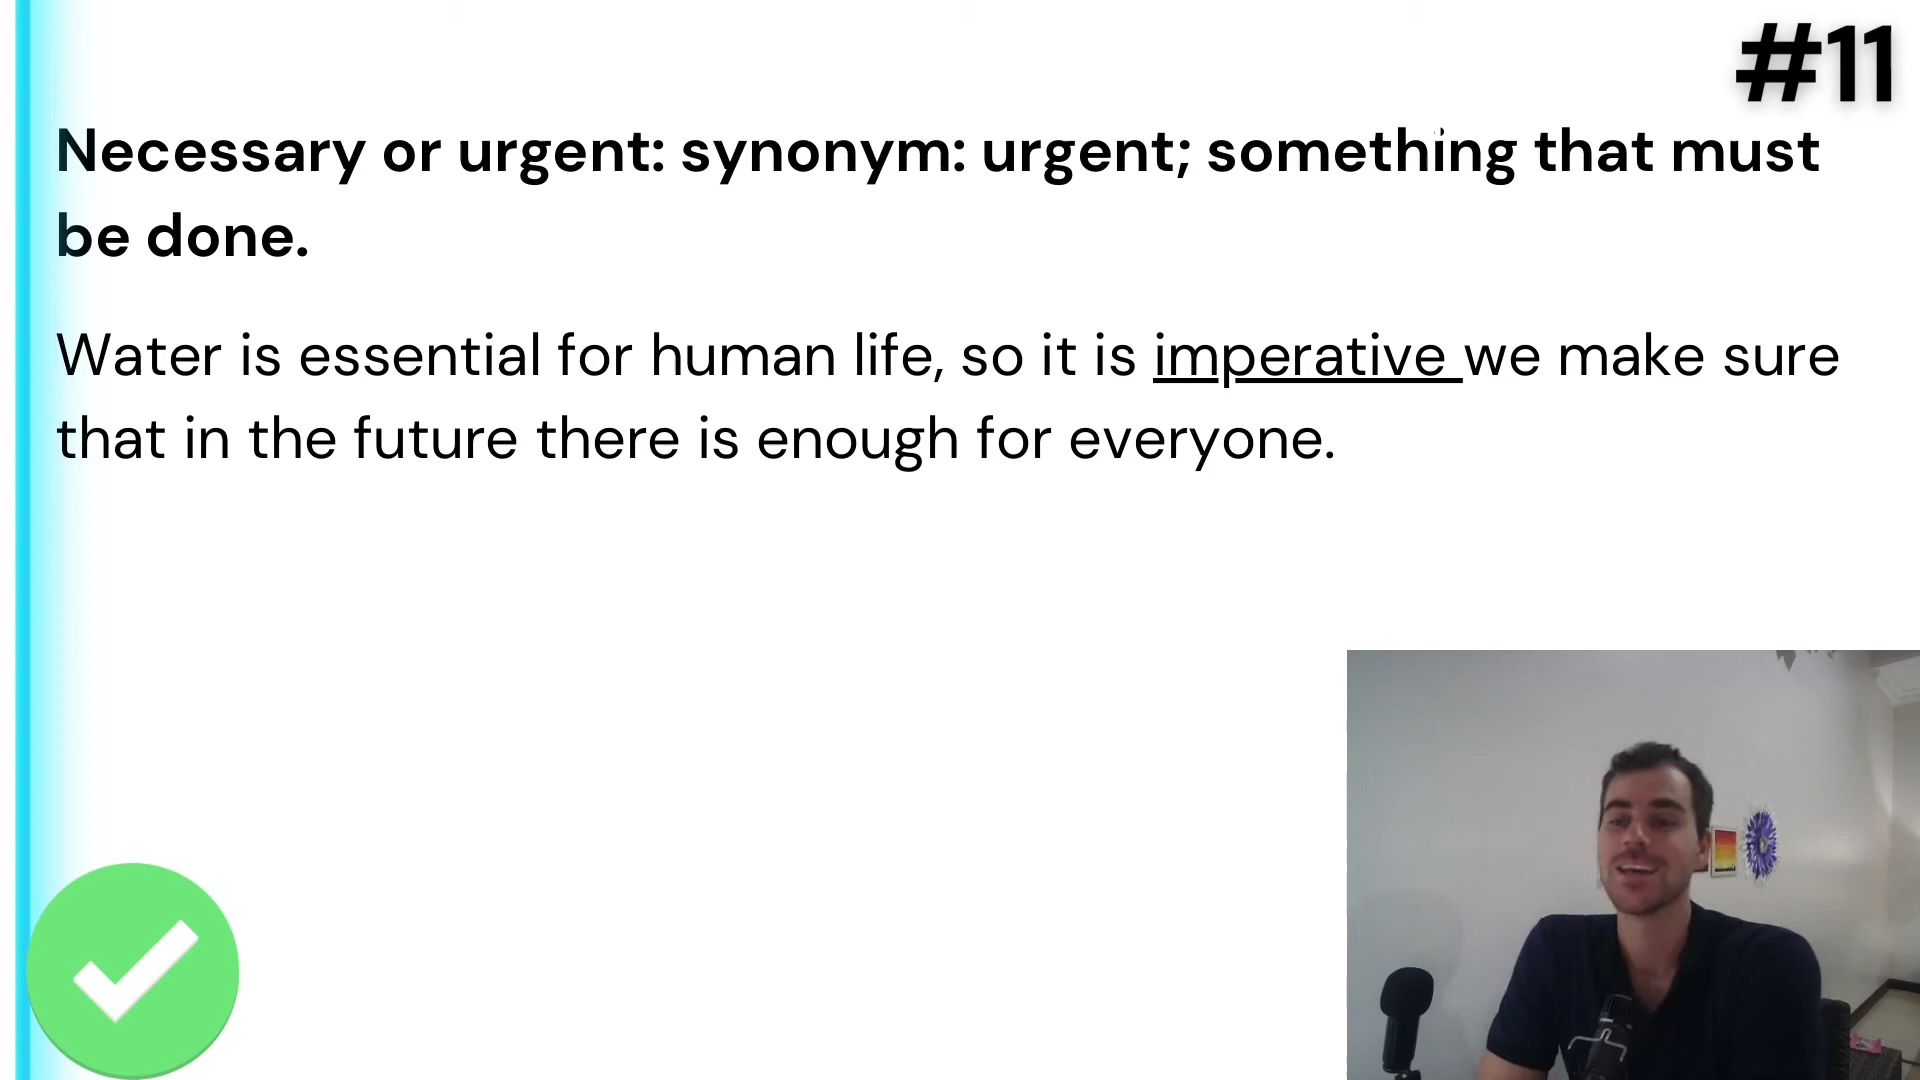 #11
Necessary or urgent: synonym: urgent; something that must
be done.
Water is essential for human life, so it is imperative we make sure
that in the future there is enough for everyone.